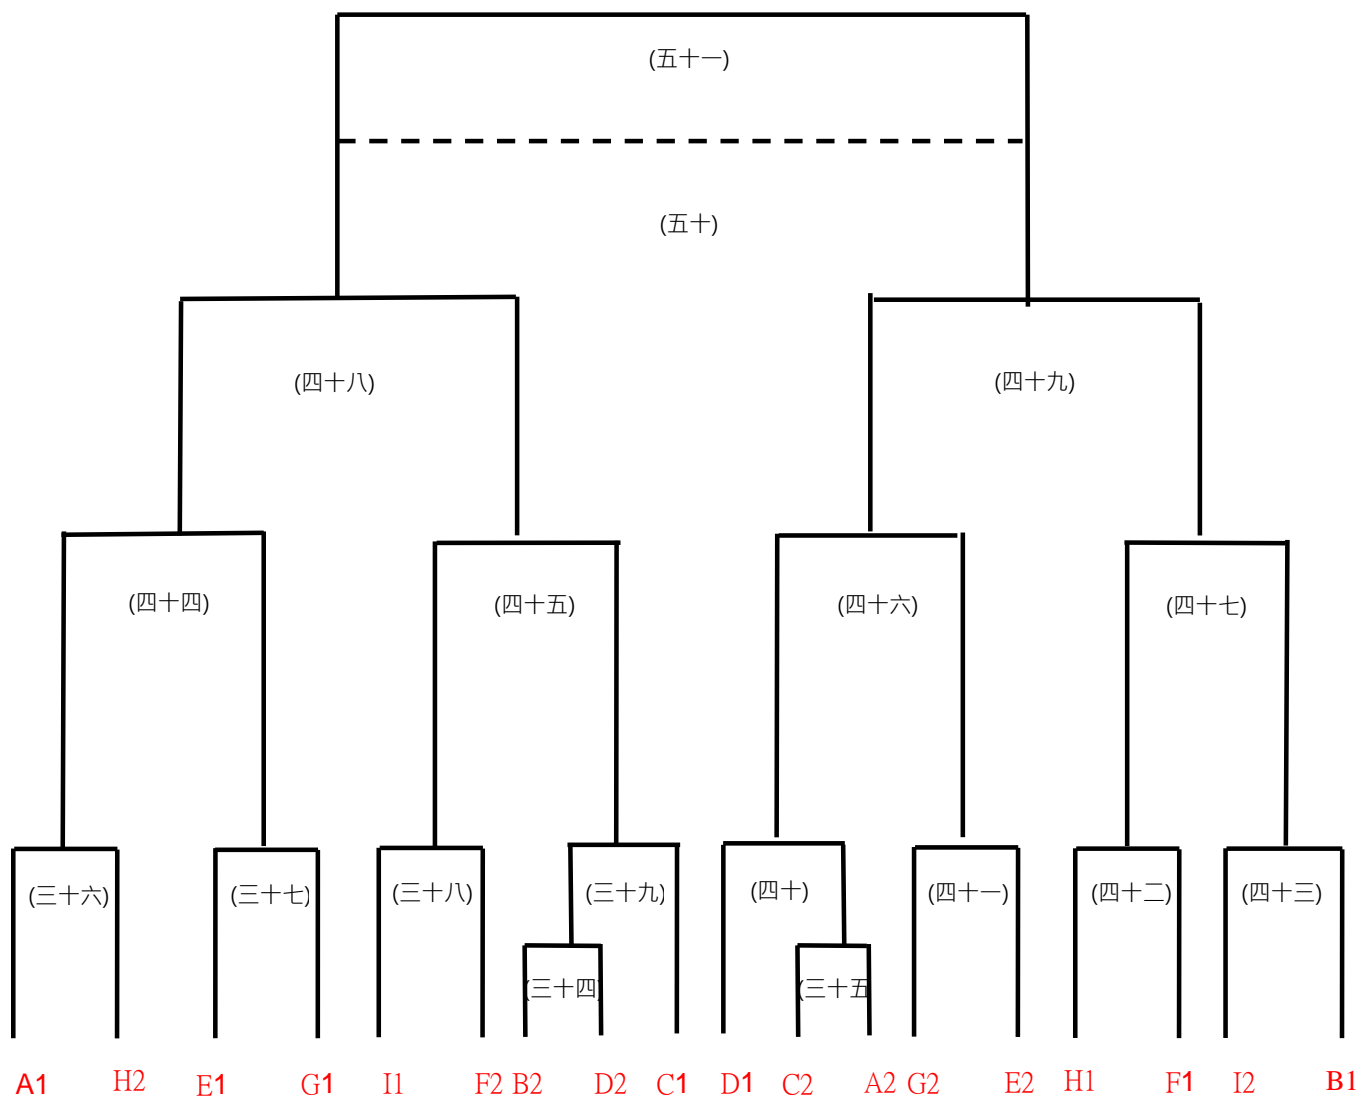 (五十一)
(五十)
(四十八) (四十九)
(四十四) (四十五) (四十六) (四十七)
(三十六) (三十七) (三十八) (三十九) (四十) (四十一) (四十二) (四十三)
(三十四) (三十五
A1 H2 E1 G1 I1 F2 B2 D2 C1 D1 C2 A2 G2 E2 H1 F1 I2 B1